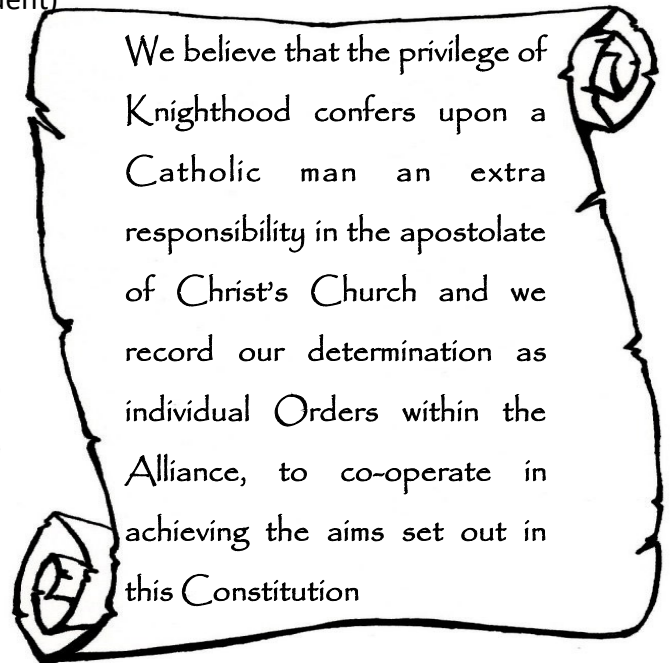 dent)
We believe that the privilege of
Knighthood confers upon a
Catholic man an extra
responsibility in the apostolate
of Christ's Church and we
record our determination as
individual Orders within the
Alliance, to co-operate in
achieving the aims set out in
this Constitution